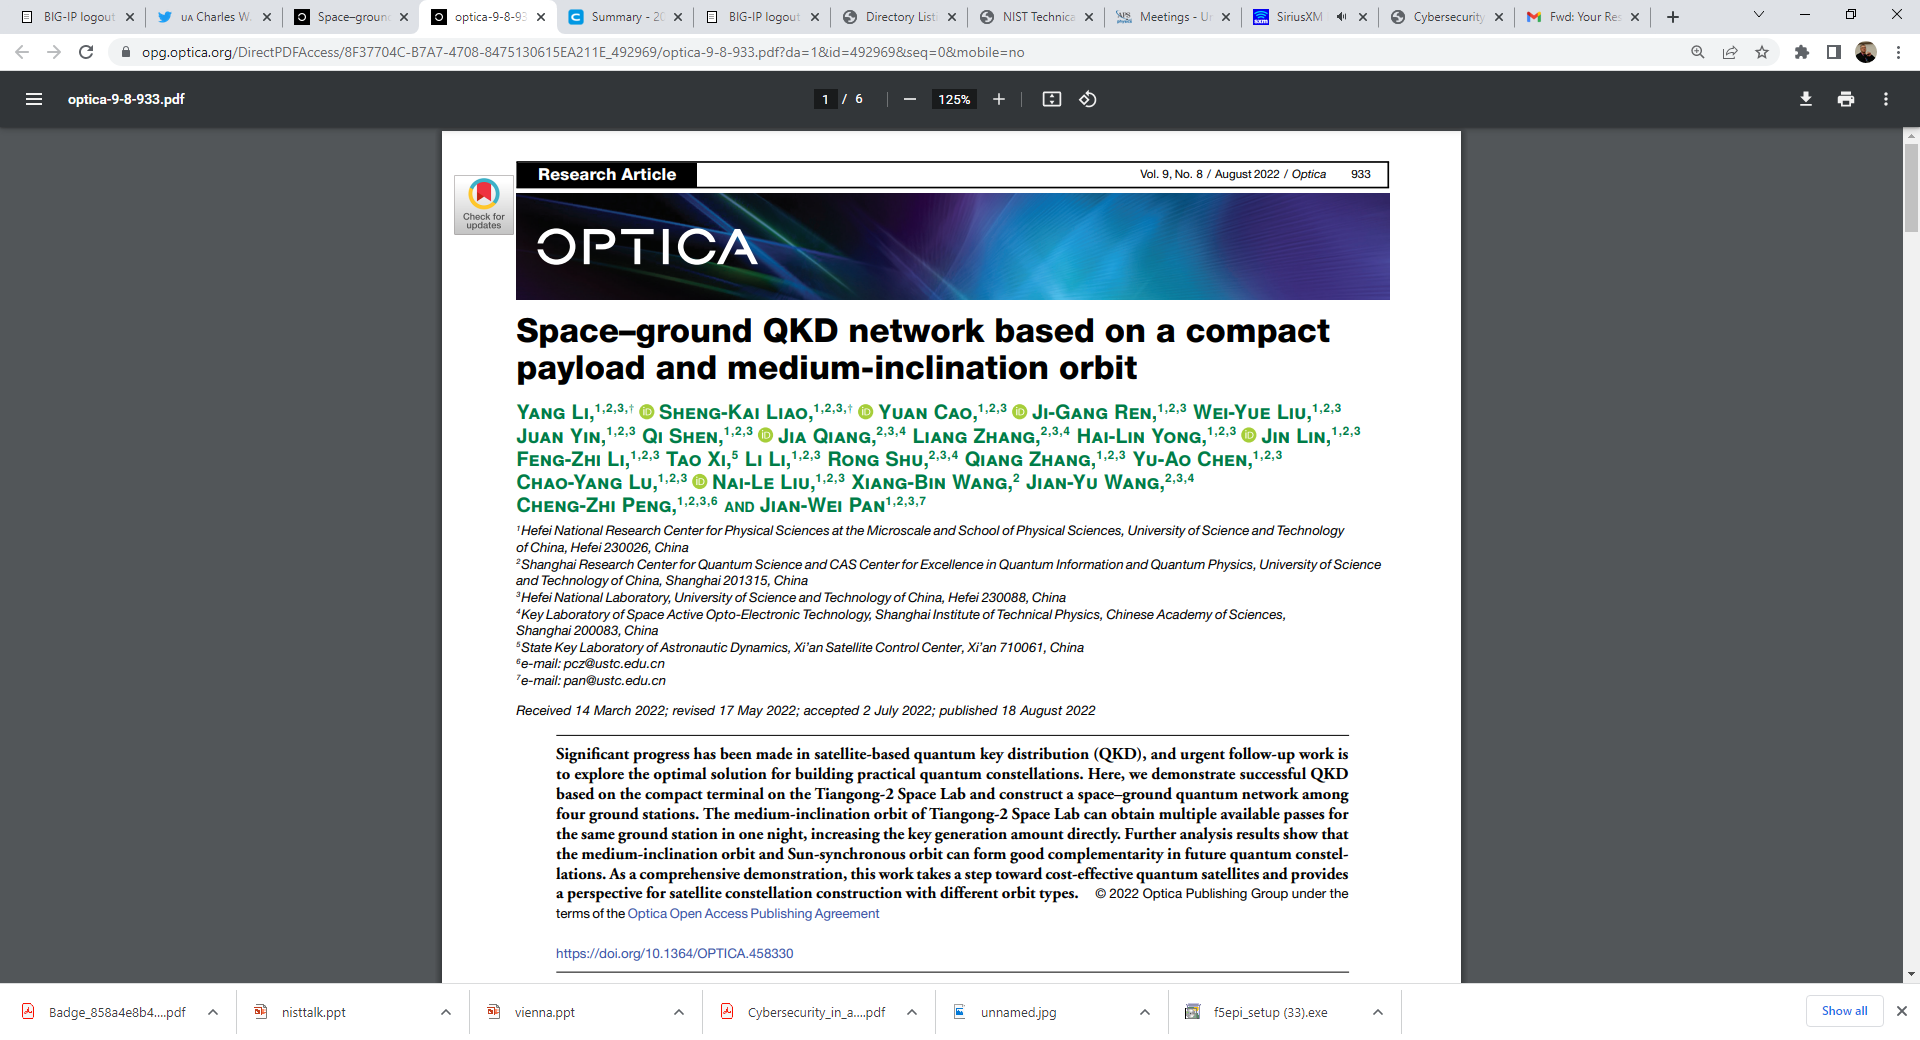 BIG-IP logout
UA Charles W
Space–groun
optica-9-8-93
Summary - 20
BIG-IP logout
Directory List
NIST Technica
APS
Meetings - U
SiriusXM
Cybersecurity
Fwd: Your Re
opg.optica.org/DirectPDFAccess/8F37704C-B7A7-4708-8475130615EA211E_492969/optica-9-8-933.pdf?da=1&id=492969&seq=0&mobile=no
optica-9-8-933.pdf
1 / 6
125%
Research Article
Vol. 9, No. 8 / August 2022 / Optica 933
Check for
updates
OPTICA
Space–ground QKD network based on a compact
payload and medium-inclination orbit
Yang Li,1,2,3,† iD Sheng-Kai Liao,1,2,3,† iD Yuan Cao,1,2,3 iD Ji-Gang Ren,1,2,3 Wei-Yue Liu,1,2,3
Juan Yin,1,2,3 Qi Shen,1,2,3 iD Jia Qiang,2,3,4 Liang Zhang,2,3,4 Hai-Lin Yong,1,2,3 iD Jin Lin,1,2,3
Feng-Zhi Li,1,2,3 Tao Xi,5 Li Li,1,2,3 Rong Shu,2,3,4 Qiang Zhang,1,2,3 Yu-Ao Chen,1,2,3
Chao-Yang Lu,1,2,3 iD Nai-Le Liu,1,2,3 Xiang-Bin Wang,2 Jian-Yu Wang,2,3,4
Cheng-Zhi Peng,1,2,3,6 and Jian-Wei Pan1,2,3,7
1Hefei National Research Center for Physical Sciences at the Microscale and School of Physical Sciences, University of Science and Technology
of China, Hefei 230026, China
2Shanghai Research Center for Quantum Science and CAS Center for Excellence in Quantum Information and Quantum Physics, University of Science
and Technology of China, Shanghai 201315, China
3Hefei National Laboratory, University of Science and Technology of China, Hefei 230088, China
4Key Laboratory of Space Active Opto-Electronic Technology, Shanghai Institute of Technical Physics, Chinese Academy of Sciences,
Shanghai 200083, China
5State Key Laboratory of Astronautic Dynamics, Xi'an Satellite Control Center, Xi'an 710061, China
6e-mail: pcz@ustc.edu.cn
7e-mail: pan@ustc.edu.cn
Received 14 March 2022; revised 17 May 2022; accepted 2 July 2022; published 18 August 2022
Significant progress has been made in satellite-based quantum key distribution (QKD), and urgent follow-up work is
to explore the optimal solution for building practical quantum constellations. Here, we demonstrate successful QKD
based on the compact terminal on the Tiangong-2 Space Lab and construct a space–ground quantum network among
four ground stations. The medium-inclination orbit of Tiangong-2 Space Lab can obtain multiple available passes for
the same ground station in one night, increasing the key generation amount directly. Further analysis results show that
the medium-inclination orbit and Sun-synchronous orbit can form good complementarity in future quantum constel-
lations. As a comprehensive demonstration, this work takes a step toward cost-effective quantum satellites and provides
a perspective for satellite constellation construction with different orbit types. © 2022 Optica Publishing Group under the
terms of the Optica Open Access Publishing Agreement
https://doi.org/10.1364/OPTICA.458330
Badge_858a4e8b4....pdf
nisttalk.ppt
vienna.ppt
Cybersecurity_in_a....pdf
unnamed.jpg
f5epi_setup (33).exe
Show all